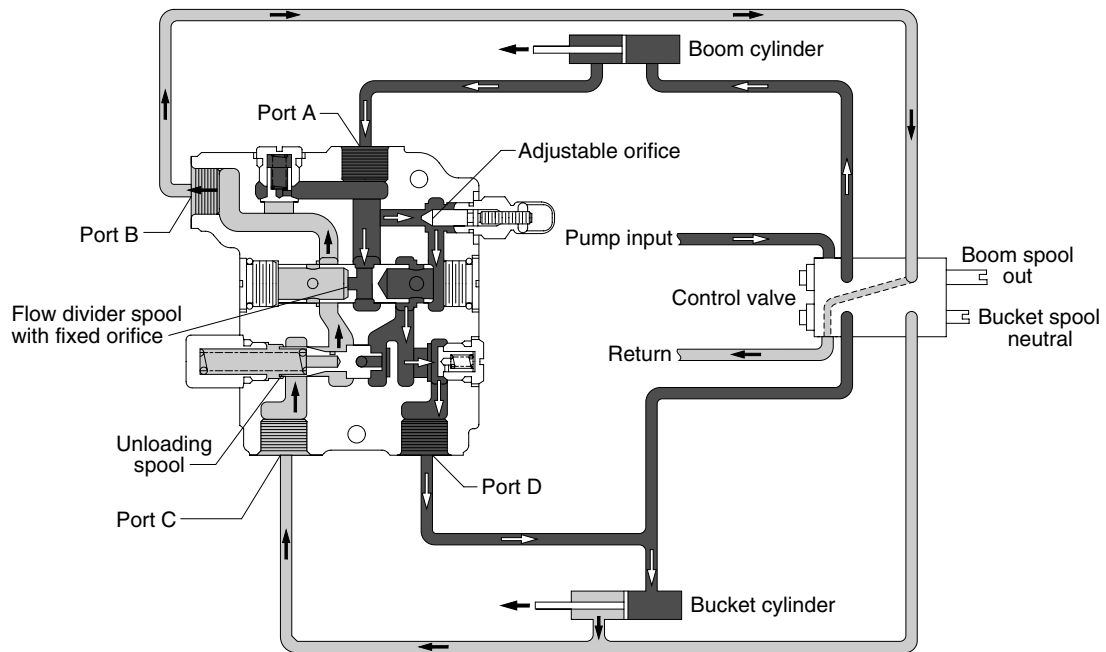 Boom cylinder
Port A
Adjustable orifice
Port B
Pump input
Boom spool
out
Control valve
Flow divider spool
with fixed orifice
Bucket spool
neutral
Return
Unloading
spool
Port D
Port C
Bucket cylinder